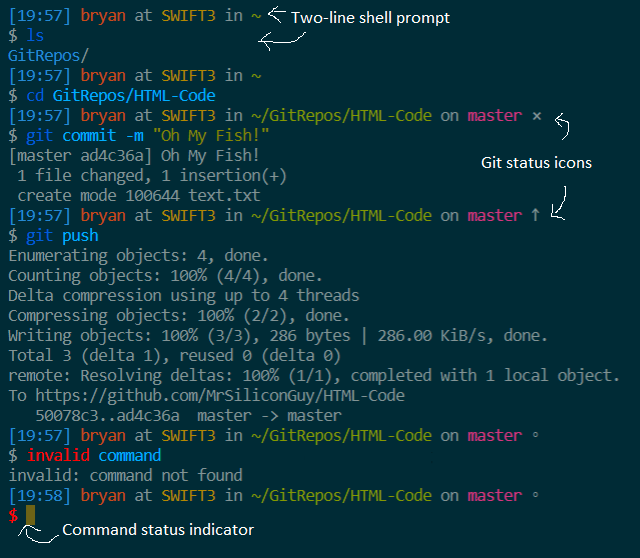 [19:57] bryan at SWIFT3 in ~
Two-line shell prompt
$ ls
GitRepos/
[19:57] bryan at SWIFT3 in ~
$ cd GitRepos/HTML-Code
[19:57] bryan at SWIFT3 in ~/GitRepos/HTML-Code on master ×
$ git commit -m "Oh My Fish!"
[master ad4c36a] Oh My Fish!
Git status icons
1 file changed, 1 insertion(+)
create mode 100644 text.txt
[19:57] bryan at SWIFT3 in ~/GitRepos/HTML-Code on master ↑
$ git push
Enumerating objects: 4, done.
Counting objects: 100% (4/4), done.
Delta compression using up to 4 threads
Compressing objects: 100% (2/2), done.
Writing objects: 100% (3/3), 286 bytes | 286.00 KiB/s, done.
Total 3 (delta 1), reused 0 (delta 0)
remote: Resolving deltas: 100% (1/1), completed with 1 local object.
To https://github.com/MrSiliconGuy/HTML-Code
50078c3..ad4c36a  master -> master
[19:57] bryan at SWIFT3 in ~/GitRepos/HTML-Code on master ◦
$ invalid command
invalid: command not found
[19:58] bryan at SWIFT3 in ~/GitRepos/HTML-Code on master ◦
$
Command status indicator